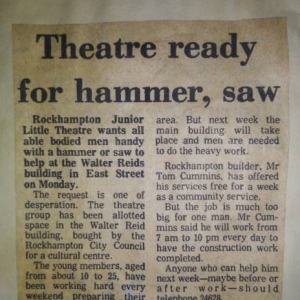 Theatre ready
for hammer, saw
Rockhampton Junior
Little Theatre wants all
able bodied men handy
with a hammer or saw to
help at the Walter Reids
building in East Street
on Monday.
The request is one of
desperation. The theatre
group has been allotted
space in the Walter Reid
building, bought by the
Rockhampton City Council
for a cultural centre.
The young members, aged
from about 10 to 25, have
been working hard every
weekend preparing their
area. But next week the
main building will take
place and men are needed
to do the heavy work.
Rockhampton builder, Mr
Tom Cummins, has offered
his services free for a week
as a community service.
But the job is much too
big for one man. Mr Cum-
mins said he will work from
7 am to 10 pm every day to
have the construction work
completed.
Anyone who can help him
next week—maybe before or
after work—should
telephone 24628.